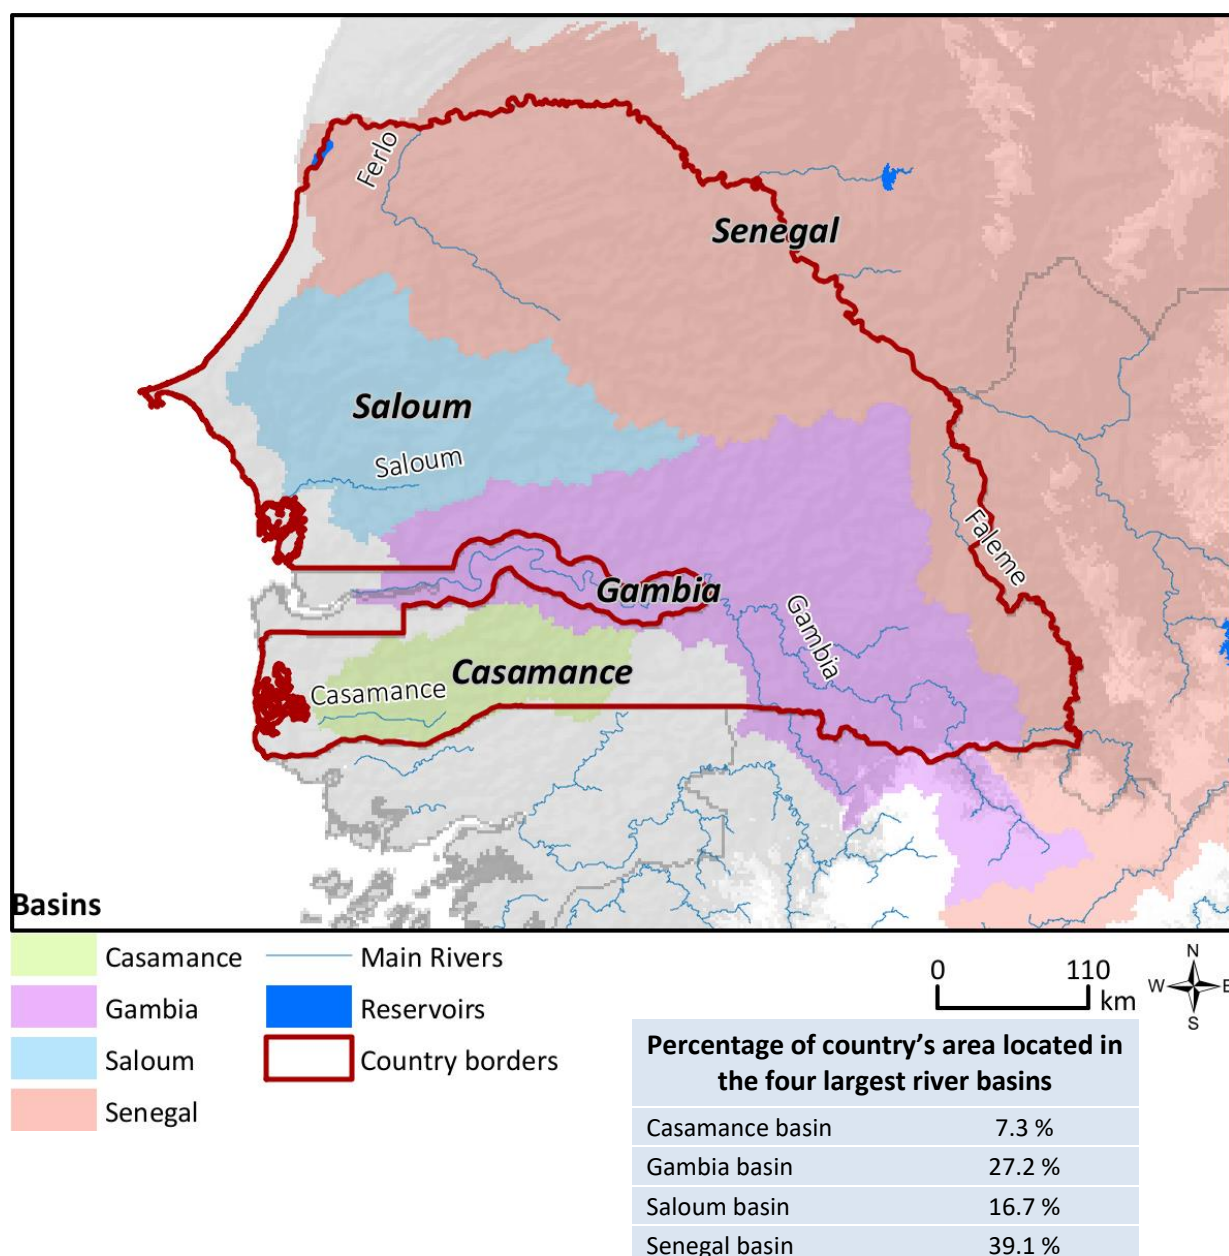 Ferlo
Senegal
Saloum
Saloum
Faleme
Gambia
Gambia
Casamance
Casamance
Basins
Casamance
Gambia
Saloum
Senegal
Main Rivers
Reservoirs
Country borders
0 110
km
N
W E
S
Percentage of country’s area located in
the four largest river basins
Casamance basin 7.3 %
Gambia basin 27.2 %
Saloum basin 16.7 %
Senegal basin 39.1 %